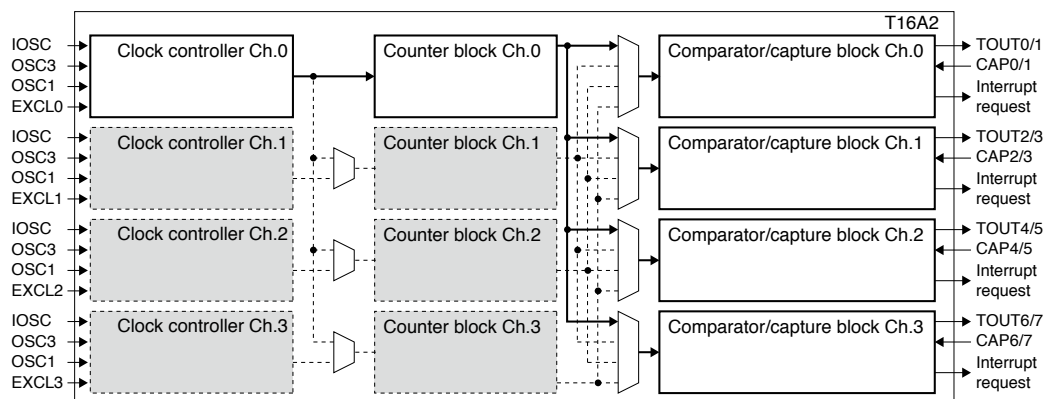 T16A2
IOSC
OSC3
OSC1
EXCL0
Clock controller Ch.0
Counter block Ch.0
Comparator/capture block Ch.0
TOUT0/1
CAP0/1
Interrupt
request
IOSC
OSC3
OSC1
EXCL1
Clock controller Ch.1
Counter block Ch.1
Comparator/capture block Ch.1
TOUT2/3
CAP2/3
Interrupt
request
IOSC
OSC3
OSC1
EXCL2
Clock controller Ch.2
Counter block Ch.2
Comparator/capture block Ch.2
TOUT4/5
CAP4/5
Interrupt
request
IOSC
OSC3
OSC1
EXCL3
Clock controller Ch.3
Counter block Ch.3
Comparator/capture block Ch.3
TOUT6/7
CAP6/7
Interrupt
request